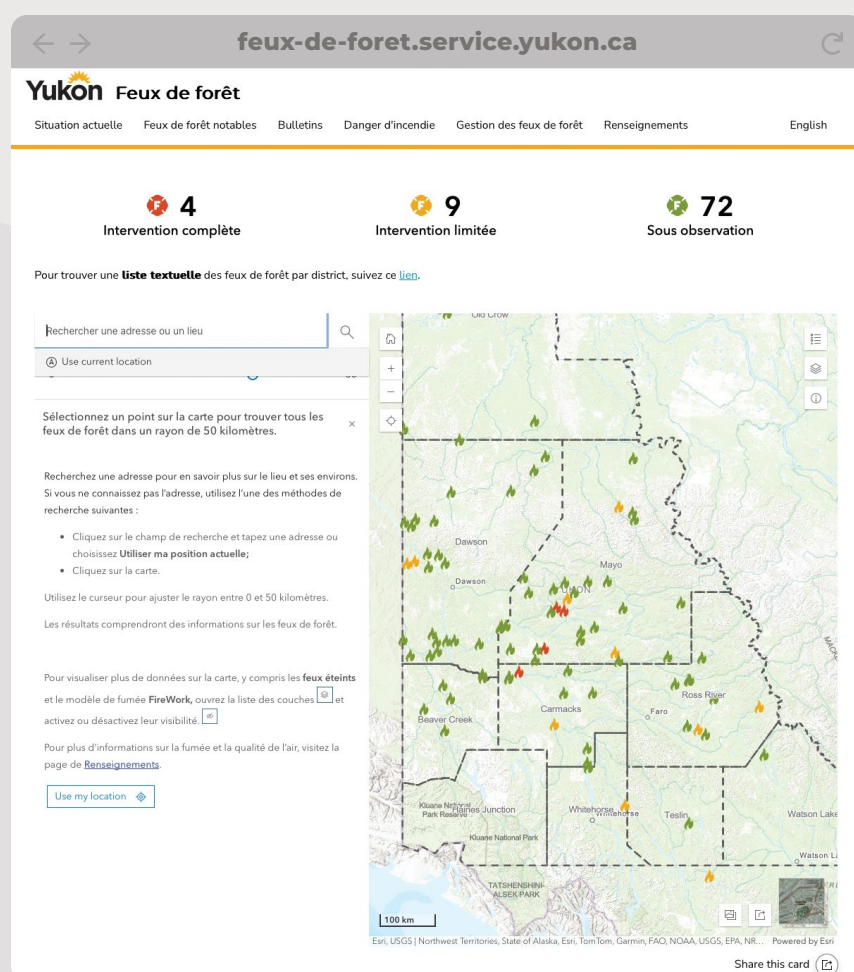 feux-de-foret.service.yukon.ca
Yukon Feux de forêt
Situation actuelle Feux de forêt notables Bulletins Danger d'incendie Gestion des feux de forêt Renseignements English
4 9 72
Intervention complète Intervention limitée Sous observation
Pour trouver une liste textuelle des feux de forêt par district, suivez ce lien.
Rechercher une adresse ou un lieu
Use current location
Sélectionnez un point sur la carte pour trouver tous les
feux de forêt dans un rayon de 50 kilomètres.
Recherchez une adresse pour en savoir plus sur le lieu et ses environs.
Si vous ne connaissez pas l'adresse, utilisez l'une des méthodes de
recherche suivantes :
• Cliquez sur le champ de recherche et tapez une adresse ou
choisissez Utiliser ma position actuelle;
• Cliquez sur la carte.
Utilisez le curseur pour ajuster le rayon entre 0 et 50 kilomètres.
Les résultats comprendront des informations sur les feux de forêt.
Pour visualiser plus de données sur la carte, y compris les feux éteints
et le modèle de fumée FireWork, ouvrez la liste des couches et
activez ou désactivez leur visibilité.
Pour plus d'informations sur la fumée et la qualité de l'air, visitez la
page de Renseignements.
Use my location
Old Crow
Dawson
Dawson
Mayo
Ross River
Faro
Carmacks
Beaver Creek
Kluane National
Park Reserve
Haines Junction
Whitehorse
Whitehorse
Teslin
Watson Lake
Kluane National Park
TATSHENSHINI-
ALSEK PARK
100 km
Esri, USGS | Northwest Territories, State of Alaska, Esri, TomTom, Garmin, FAO, NOAA, USGS, EPA, NR... Powered by Esri
Share this card